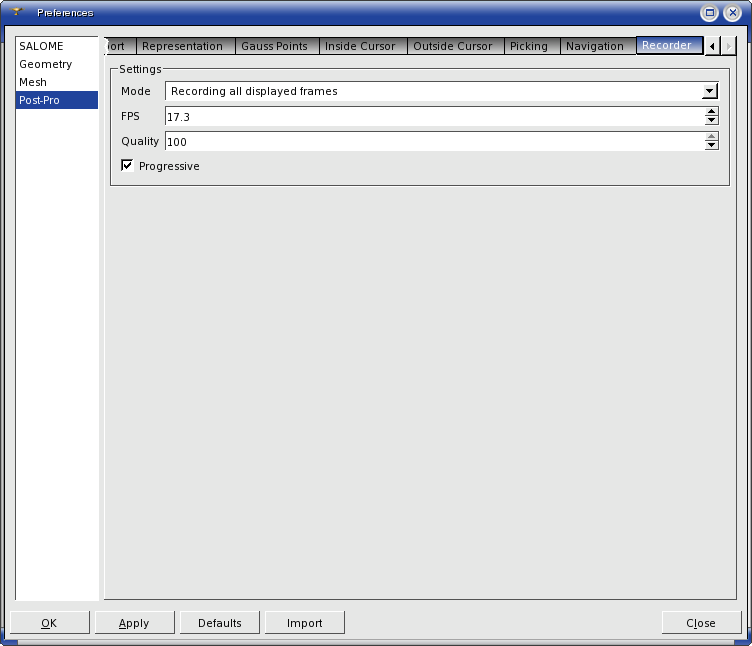 Preferences
SALOME
Geometry
Mesh
Post-Pro
Representation
Gauss Points
Inside Cursor
Outside Cursor
Picking
Navigation
Recorder
Settings
Mode
Recording all displayed frames
FPS
17.3
Quality
100
Progressive
OK
Apply
Defaults
Import
Close